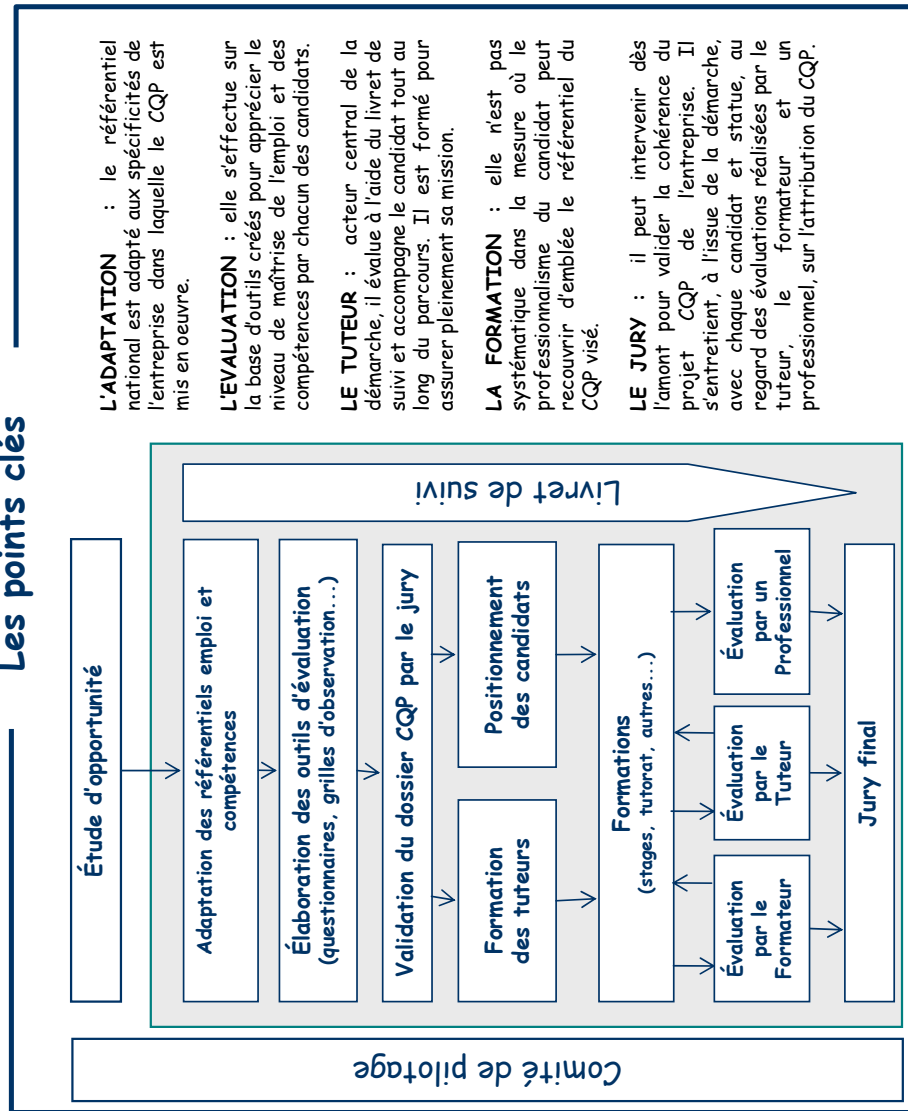 Les points clés
Comité de pilotage
Étude d'opportunité
Adaptation des référentiels emploi et
compétences
Élaboration des outils d'évaluation
(questionnaires, grilles d'observation...)
Validation du dossier CQP par le jury
Formation
des tuteurs
Positionnement
des candidats
Formations
(stages, tutorat, autres...)
Évaluation
par le
Formateur
Évaluation
par le
Tuteur
Évaluation
par un
Professionnel
Jury final
Livret de suivi
L'ADAPTATION : le référentiel
national est adapté aux spécificités de
l'entreprise dans laquelle le CQP est
mis en oeuvre.
L'EVALUATION : elle s'effectue sur
la base d'outils créés pour apprécier le
niveau de maîtrise de l'emploi et des
compétences par chacun des candidats.
LE TUTEUR : acteur central de la
démarche, il évalue à l'aide du livret de
suivi et accompagne le candidat tout au
long du parcours. Il est formé pour
assurer pleinement sa mission.
LA FORMATION : elle n'est pas
systématique dans la mesure où le
professionnalisme du candidat peut
recouvrir d'emblée le référentiel du
CQP visé.
LE JURY : il peut intervenir dès
l'amont pour valider la cohérence du
projet CQP de l'entreprise. Il
s'entretient, à l'issue de la démarche,
avec chaque candidat et statue, au
regard des évaluations réalisées par le
tuteur, le formateur et un
professionnel, sur l'attribution du CQP.